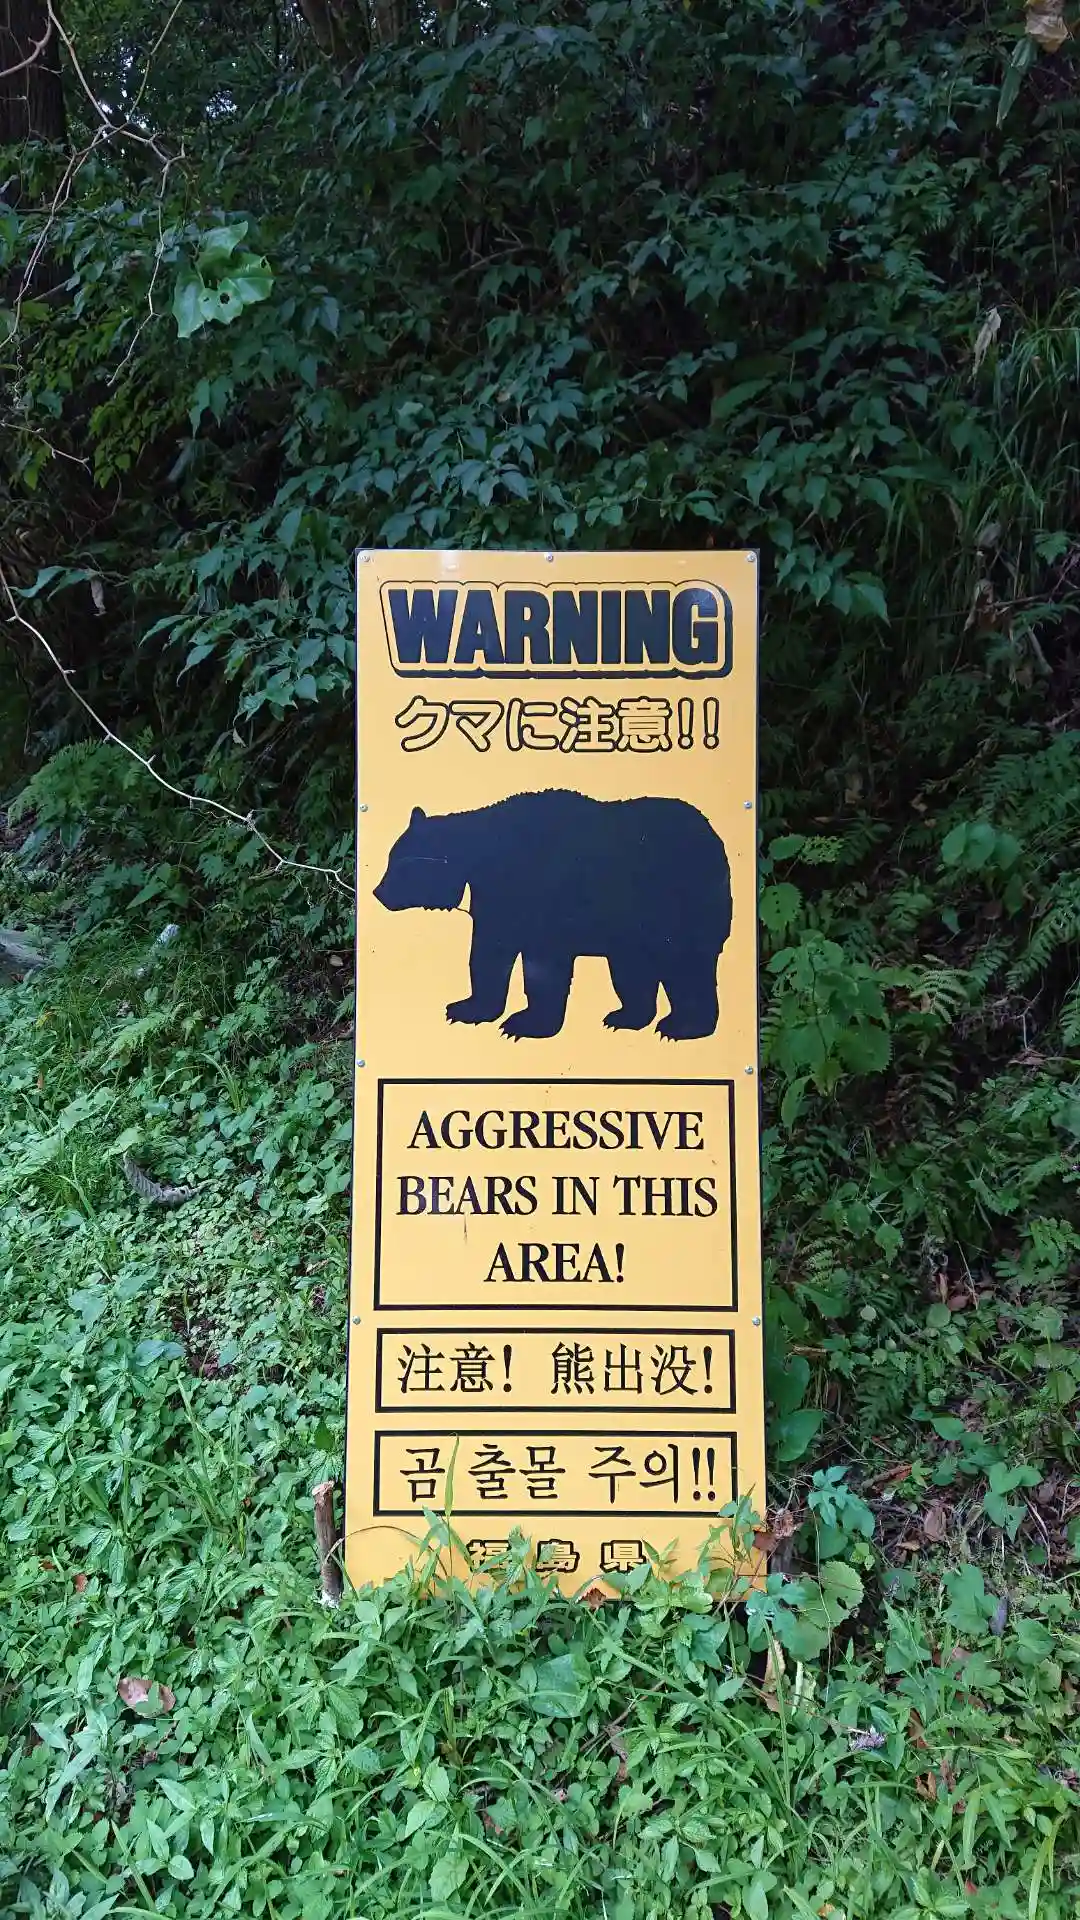 WARNING
クマに注意!!
AGGRESSIVE
BEARS IN THIS
AREA!
注意! 熊出没!
곰 출몰 주의!!
福島県